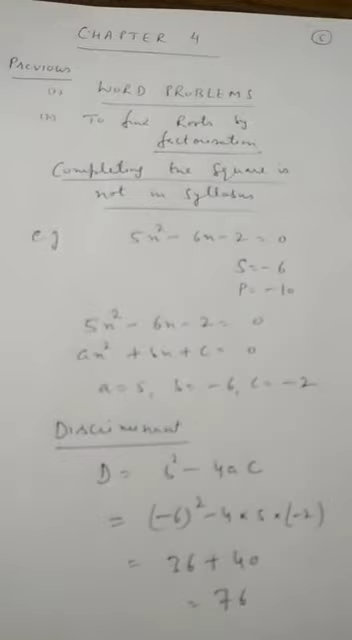 CHAPTER 4
5
PREVIOUS
(i) WORD PROBLEMS
(ii) To find Roots by
factorisation
Completing the Square is
not in syllabus
eg 5x² - 6x - 2 = 0
S = -6
P = -10
5x² - 6x - 2 = 0
ax² + bx + c = 0
a = 5, b = -6, c = -2
Discriminant
D = b² - 4ac
= (-6)² - 4 × 5 × (-2)
= 36 + 40
= 76